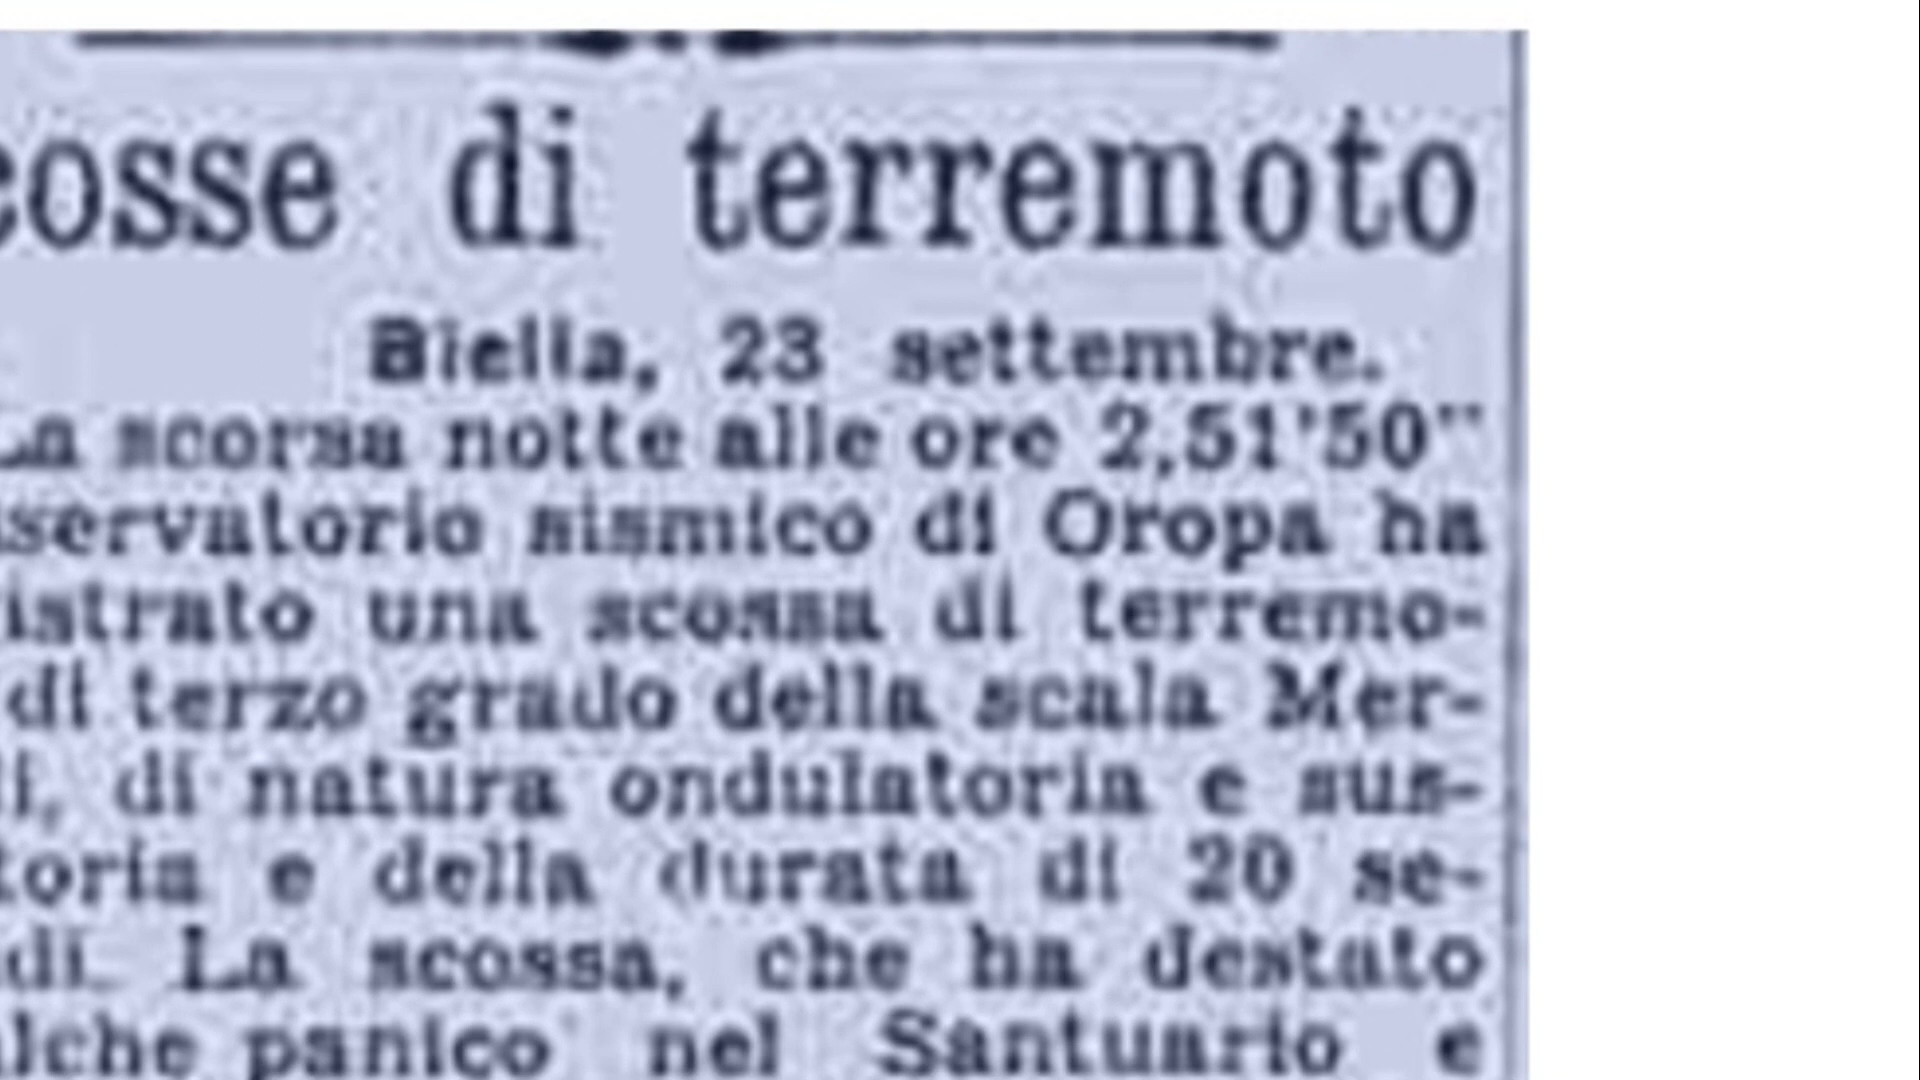 cosse di terremoto
Biella, 23 settembre.
La scorsa notte alle ore 2,51'50"
servatorio sismico di Oropa ha
istrato una scossa di terremo-
di terzo grado della scala Mer-
li, di natura ondulatoria e sus-
toria e della durata di 20 se-
di. La scossa, che ha destato
lche panico nel Santuario e